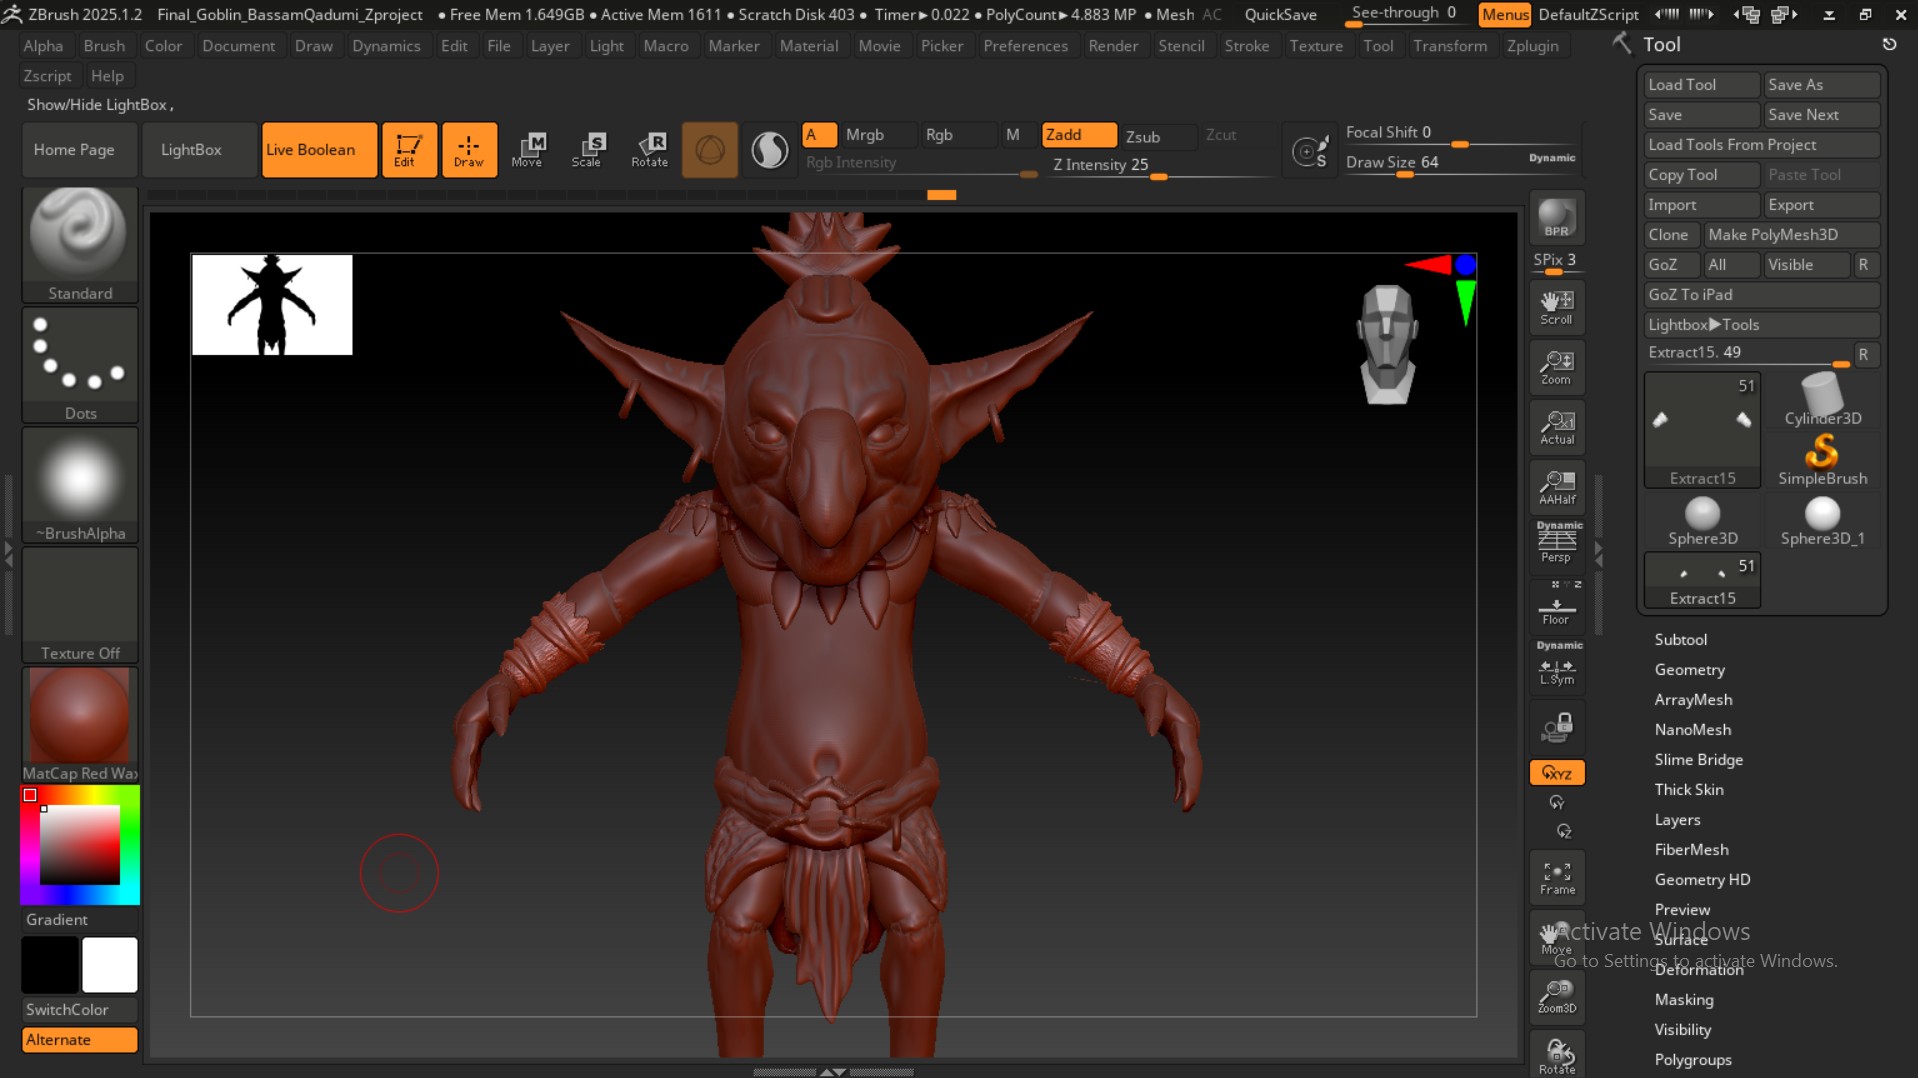 ZBrush 2025.1.2 Final_Goblin_BassamQadumi_Zproject • Free Mem 1.649GB • Active Mem 1611 • Scratch Disk 403 • Timer▶0.022 • PolyCount▶4.883 MP • Mesh AC QuickSave See-through 0 Menus DefaultZScript
Alpha Brush Color Document Draw Dynamics Edit File Layer Light Macro Marker Material Movie Picker Preferences Render Stencil Stroke Texture Tool Transform Zplugin
Zscript Help
Show/Hide LightBox ,
Home Page LightBox Live Boolean Edit Draw Move Scale Rotate
M S R
A Mrgb Rgb M Zadd Zsub Zcut
Rgb Intensity Z Intensity 25
S
Focal Shift 0
Draw Size 64 Dynamic
Standard
Dots
~BrushAlpha
Texture Off
MatCap Red Wax
Gradient
SwitchColor
Alternate
BPR
SPix 3
Scroll
Zoom
x1
Actual
AAHalf
Dynamic
Persp
Floor
Dynamic
L.Sym
XYZ
Y
Z
Frame
Move
Zoom3D
Rotate
Tool
Load Tool Save As
Save Save Next
Load Tools From Project
Copy Tool Paste Tool
Import Export
Clone Make PolyMesh3D
GoZ All Visible R
GoZ To iPad
Lightbox▶Tools
Extract15. 49 R
51
Extract15
Cylinder3D
SimpleBrush
Sphere3D Sphere3D_1
51
Extract15
Subtool
Geometry
ArrayMesh
NanoMesh
Slime Bridge
Thick Skin
Layers
FiberMesh
Geometry HD
Preview
Surface
Deformation
Masking
Visibility
Polygroups
Activate Windows
Go to Settings to activate Windows.